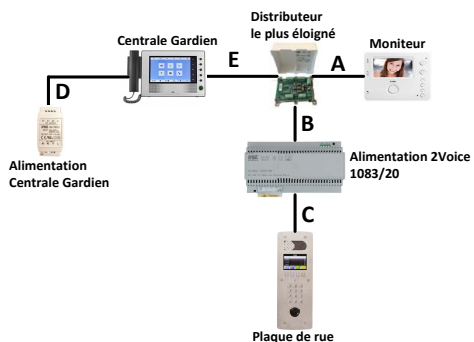 Distributeur
le plus éloigné
Centrale Gardien
Moniteur
E
A
D
B
Alimentation
Centrale Gardien
Alimentation 2Voice
1083/20
C
Plaque de rue